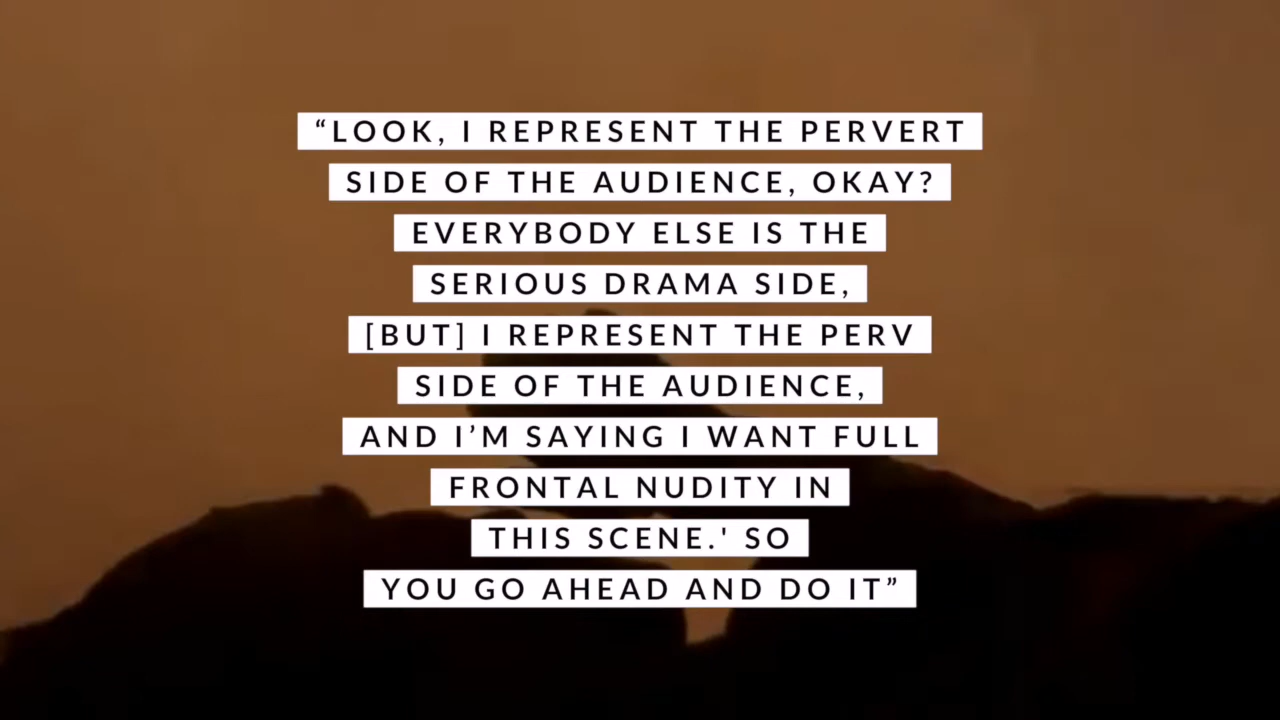 “LOOK, I REPRESENT THE PERVERT
SIDE OF THE AUDIENCE, OKAY?
EVERYBODY ELSE IS THE
SERIOUS DRAMA SIDE,
[BUT] I REPRESENT THE PERV
SIDE OF THE AUDIENCE,
AND I’M SAYING I WANT FULL
FRONTAL NUDITY IN
THIS SCENE.' SO
YOU GO AHEAD AND DO IT”